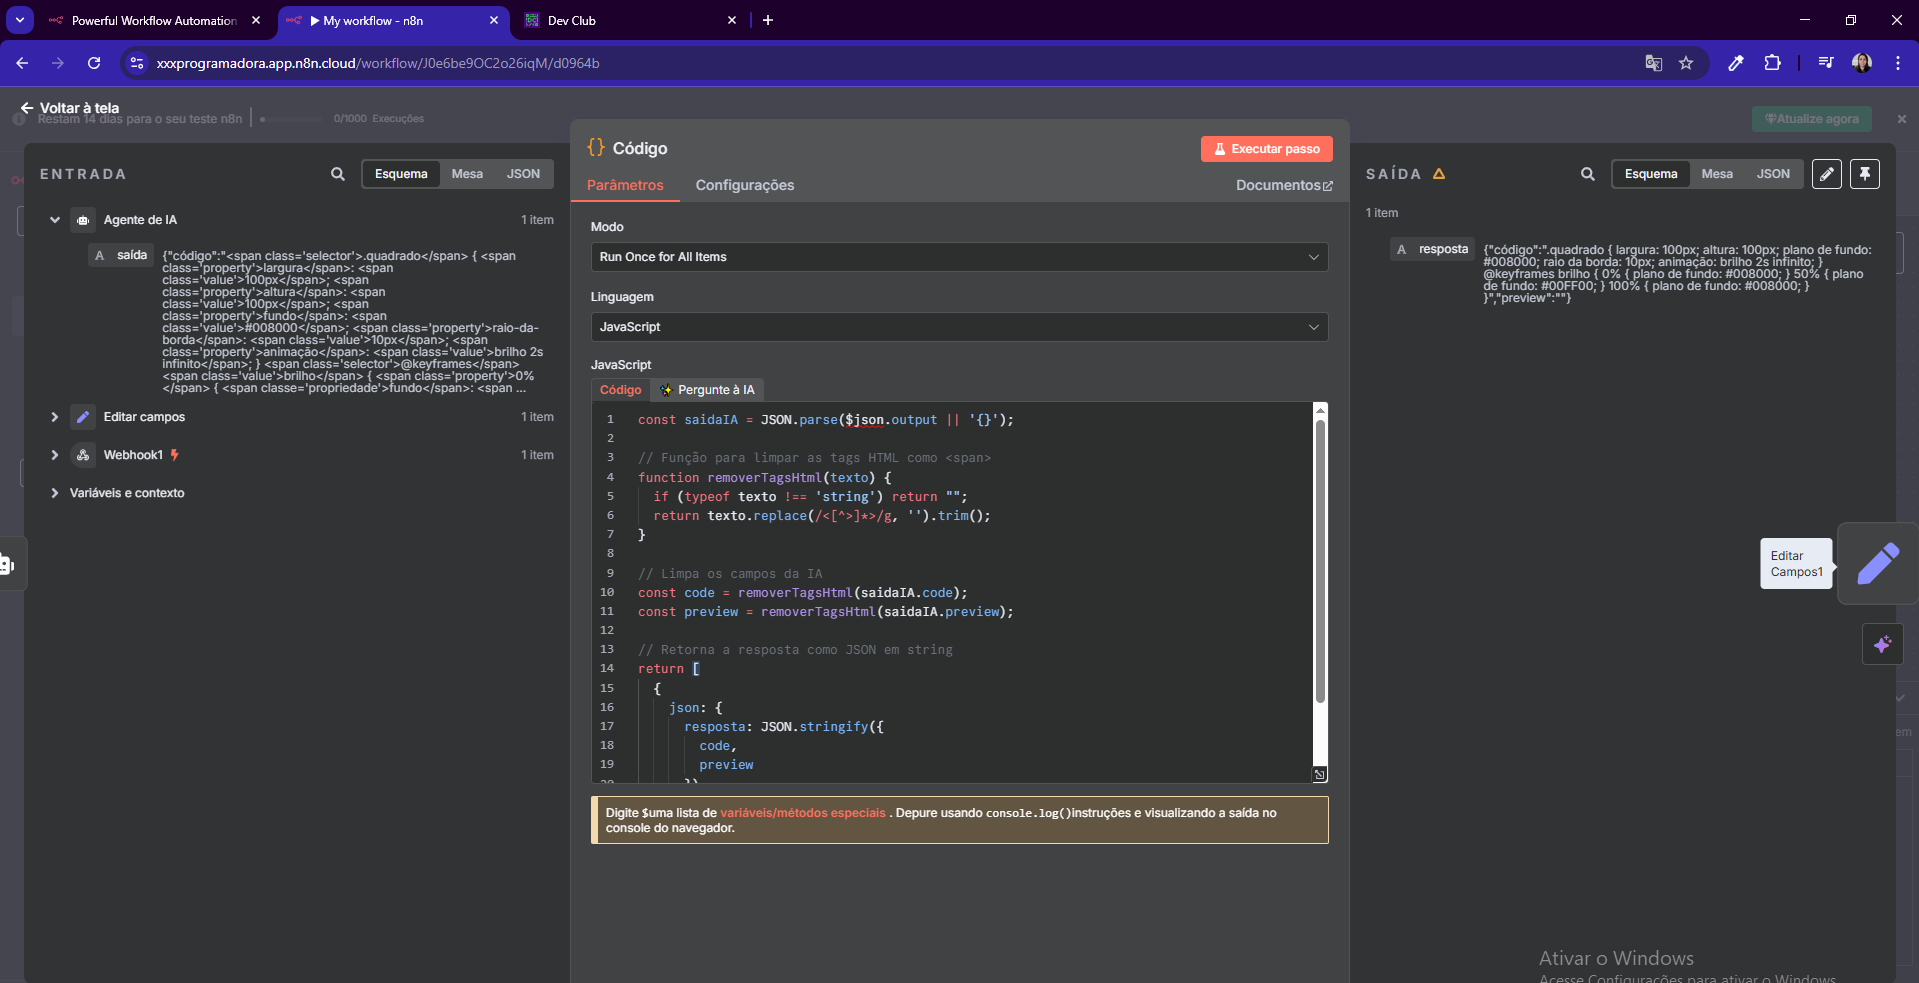 Powerful Workflow Automation
My workflow - n8n
Dev Club
xxxprogramadora.app.n8n.cloud/workflow/J0e6be9OC2o26iqM/d0964b
Voltar à tela
Restam 14 dias para o seu teste n8n
0/1000 Execuções
Atualize agora
ENTRADA
Esquema
Mesa
JSON
Agente de IA
1 item
A saída
{"código":"<span class='selector'>.quadrado</span> { <span
class='property'>largura</span>: <span
class='value'>100px</span>; <span
class='property'>altura</span>: <span
class='value'>100px</span>; <span
class='property'>fundo</span>: <span
class='value'>#008000</span>; <span class='property'>raio-da-
borda</span>: <span class='value'>10px</span>; <span
class='property'>animação</span>: <span class='value'>brilho 2s
infinito</span>; } <span class='selector'>@keyframes</span>
<span class='value'>brilho</span> { <span class='property'>0%
</span> { <span classe='propriedade'>fundo</span>: <span ...
Editar campos
1 item
Webhook1
1 item
Variáveis e contexto
{} Código
Executar passo
Parâmetros
Configurações
Documentos
Modo
Run Once for All Items
Linguagem
JavaScript
JavaScript
Código
Pergunte à IA
1 const saidaIA = JSON.parse($json.output || '{}');
2
3 // Função para limpar as tags HTML como <span>
4 function removerTagsHtml(texto) {
5 if (typeof texto !== 'string') return "";
6 return texto.replace(/<[^>]*>/g, '').trim();
7 }
8
9 // Limpa os campos da IA
10 const code = removerTagsHtml(saidaIA.code);
11 const preview = removerTagsHtml(saidaIA.preview);
12
13 // Retorna a resposta como JSON em string
14 return [
15 {
16 json: {
17 resposta: JSON.stringify({
18 code,
19 preview
20 })
Digite $uma lista de variáveis/métodos especiais . Depure usando console.log()instruções e visualizando a saída no
console do navegador.
SAÍDA
Esquema
Mesa
JSON
1 item
A resposta
{"código":".quadrado { largura: 100px; altura: 100px; plano de fundo:
#008000; raio da borda: 10px; animação: brilho 2s infinito; }
@keyframes brilho { 0% { plano de fundo: #008000; } 50% { plano
de fundo: #00FF00; } 100% { plano de fundo: #008000; }
}","preview":""}
Editar
Campos1
Ativar o Windows
Acesse Configurações para ativar o Windows.